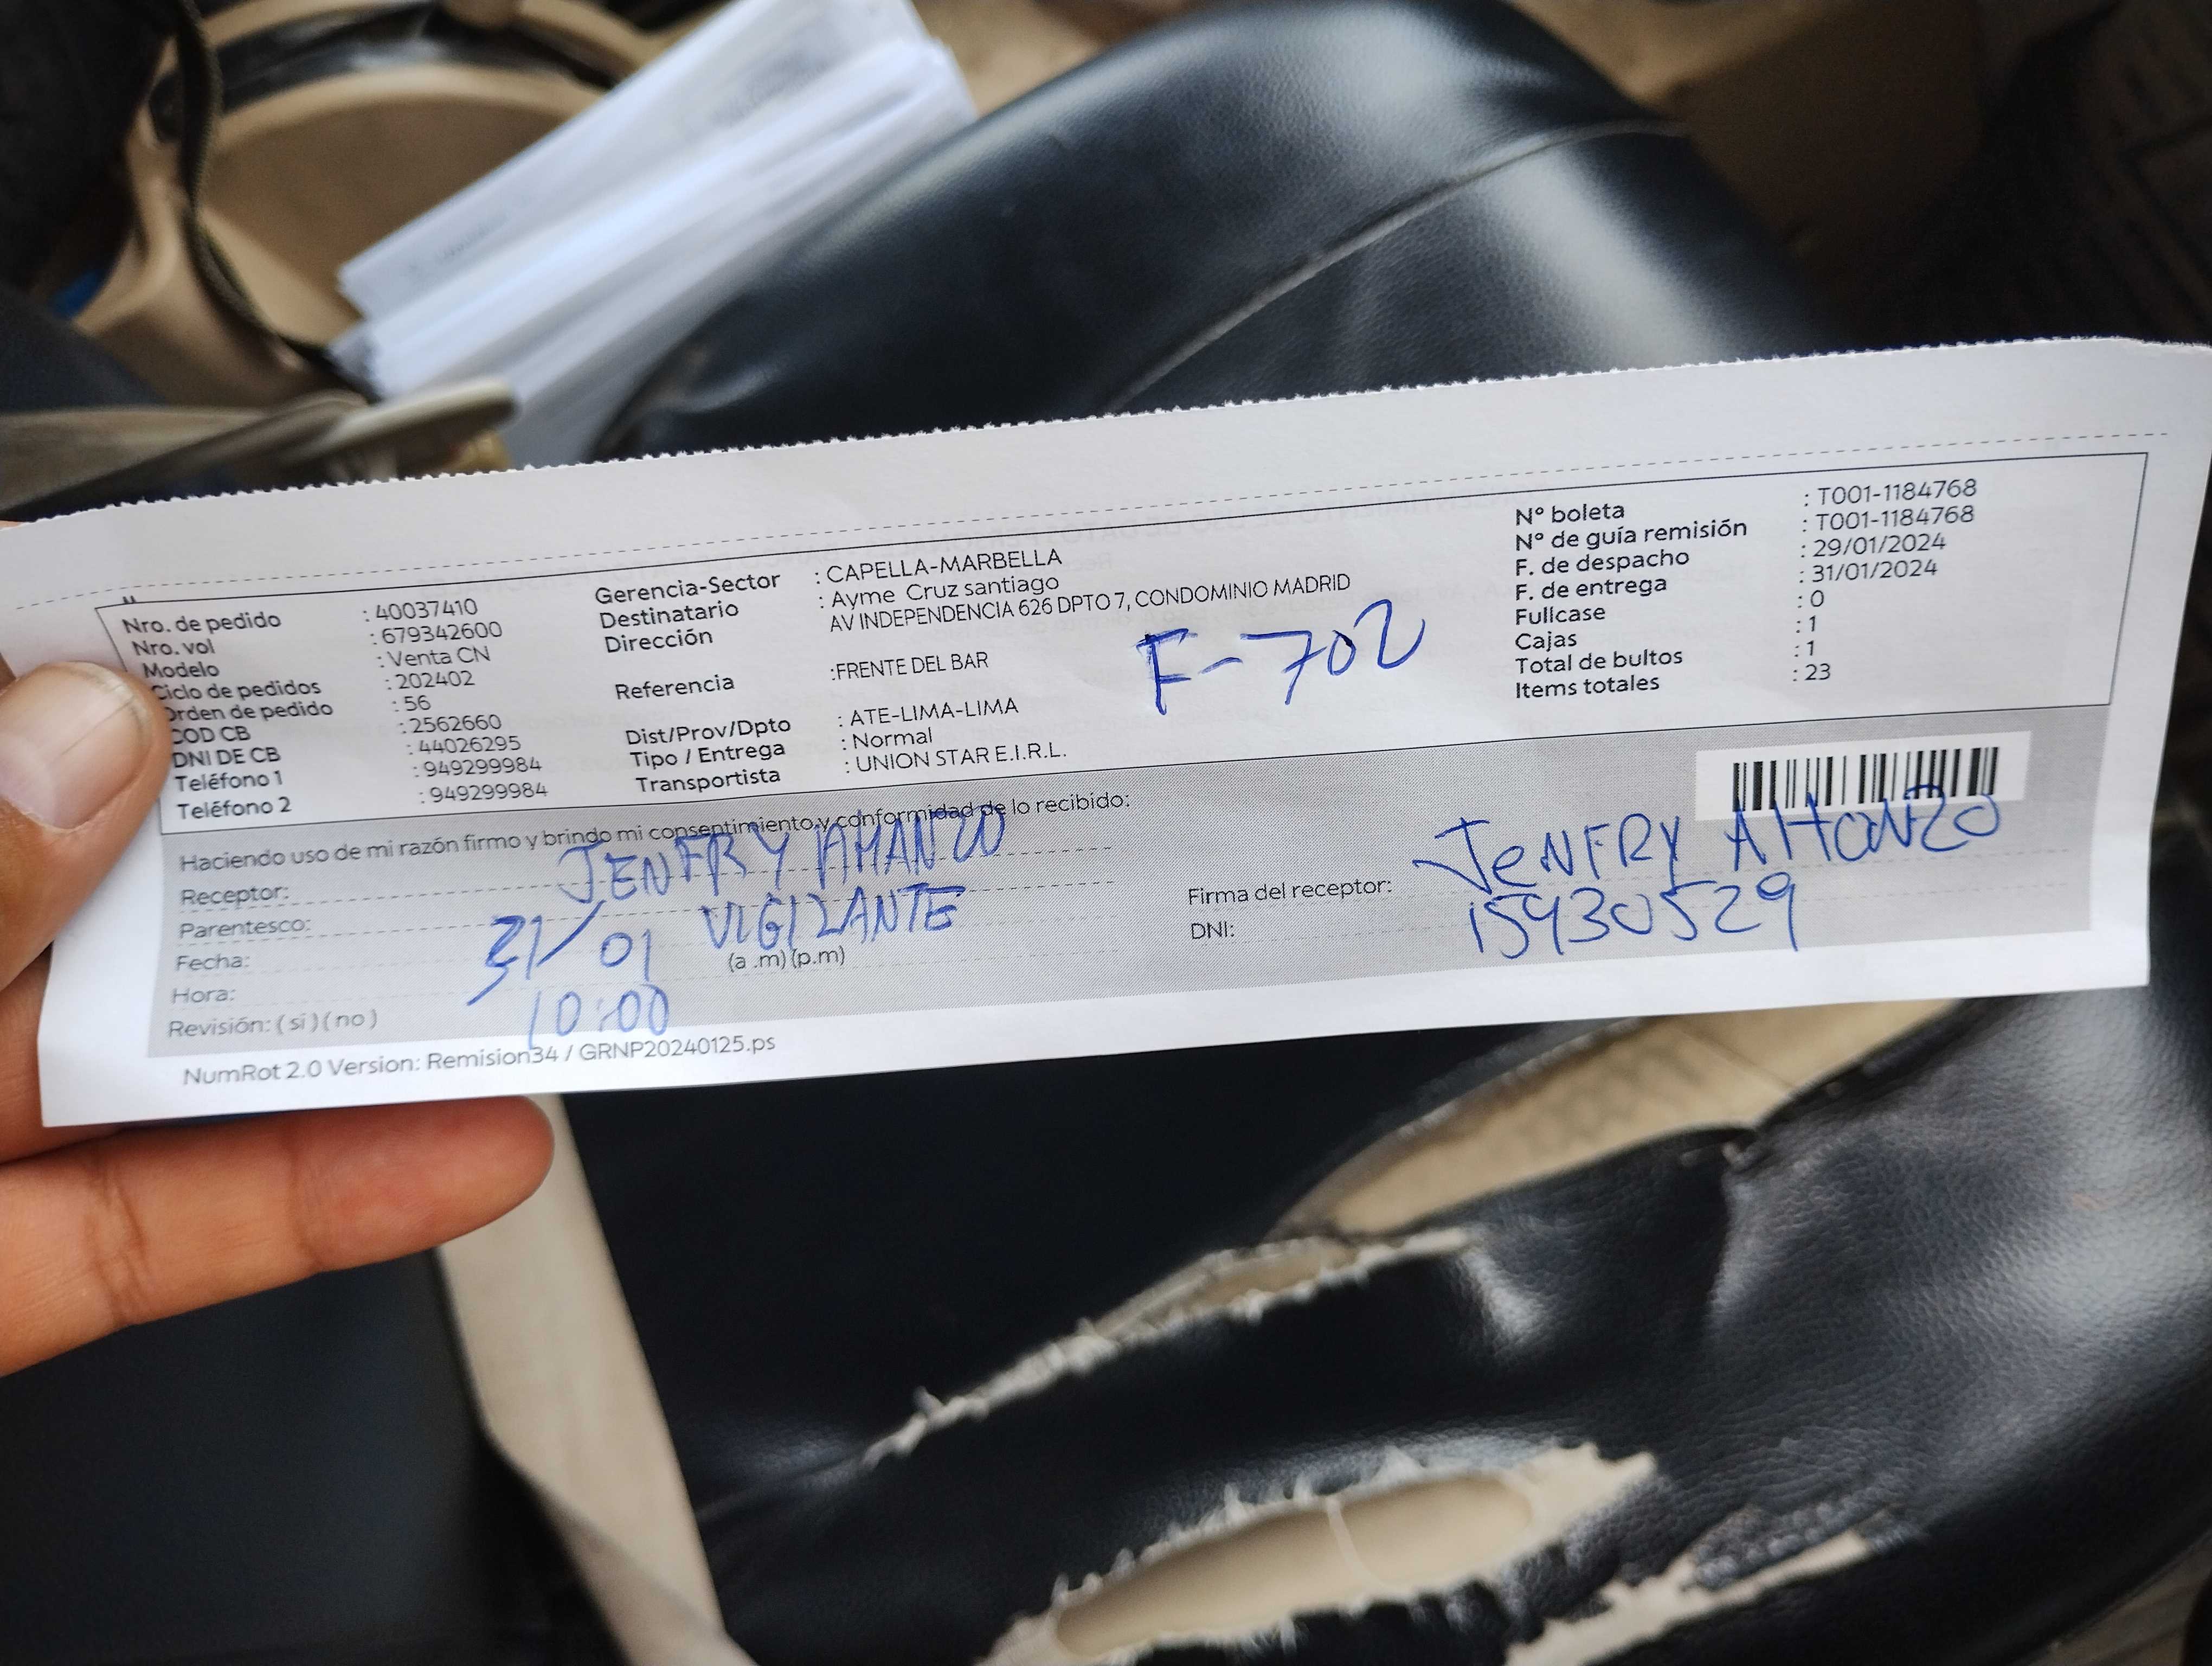 Nro. de pedido : 40037410
Nro. vol : 679342600
Modelo : Venta CN
Ciclo de pedidos : 202402
Orden de pedido : 56
COD CB : 2562660
DNI DE CB : 44026295
Teléfono 1 : 949299984
Teléfono 2 : 949299984
Gerencia-Sector : CAPELLA-MARBELLA
Destinatario : Ayme Cruz santiago
Dirección AV INDEPENDENCIA 626 DPTO 7, CONDOMINIO MADRID
F-702
Referencia :FRENTE DEL BAR
Dist/Prov/Dpto : ATE-LIMA-LIMA
Tipo / Entrega : Normal
Transportista : UNION STAR E.I.R.L.
N° boleta : T001-1184768
N° de guía remisión : T001-1184768
F. de despacho : 29/01/2024
F. de entrega : 31/01/2024
Fullcase : 0
Cajas : 1
Total de bultos : 1
Items totales : 23
Haciendo uso de mi razón firmo y brindo mi consentimiento y conformidad de lo recibido:
Receptor: JENFRY AMANZO
Parentesco: VIGILANTE
Fecha: 31/01
Hora: 10:00 (a .m) (p.m)
Revisión: ( si ) ( no )
Firma del receptor: JeNFRY
DNI: 15930529
NumRot 2.0 Version: Remision34 / GRNP20240125.ps